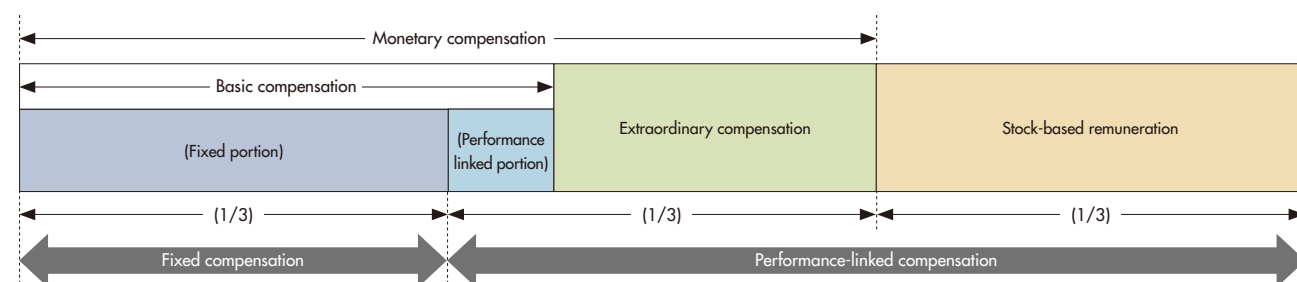 Monetary compensation
Basic compensation
(Fixed portion)
(Performance
linked portion)
Extraordinary compensation
Stock-based remuneration
(1/3)
(1/3)
(1/3)
Fixed compensation
Performance-linked compensation